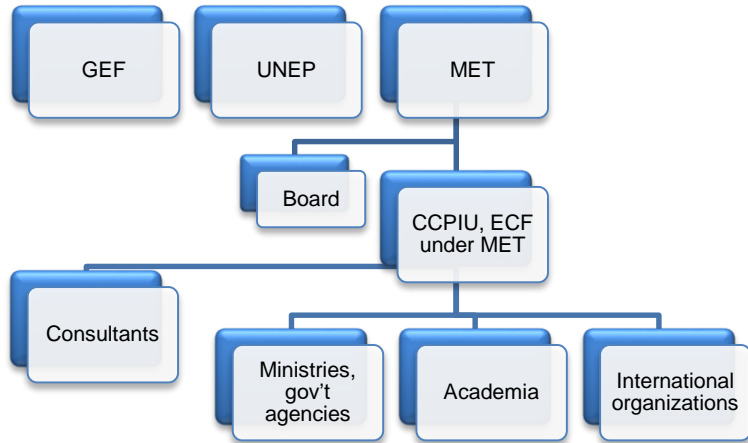 GEF
UNEP
MET
Board
CCPIU, ECF
under MET
Consultants
Ministries,
gov't
agencies
Academia
International
organizations